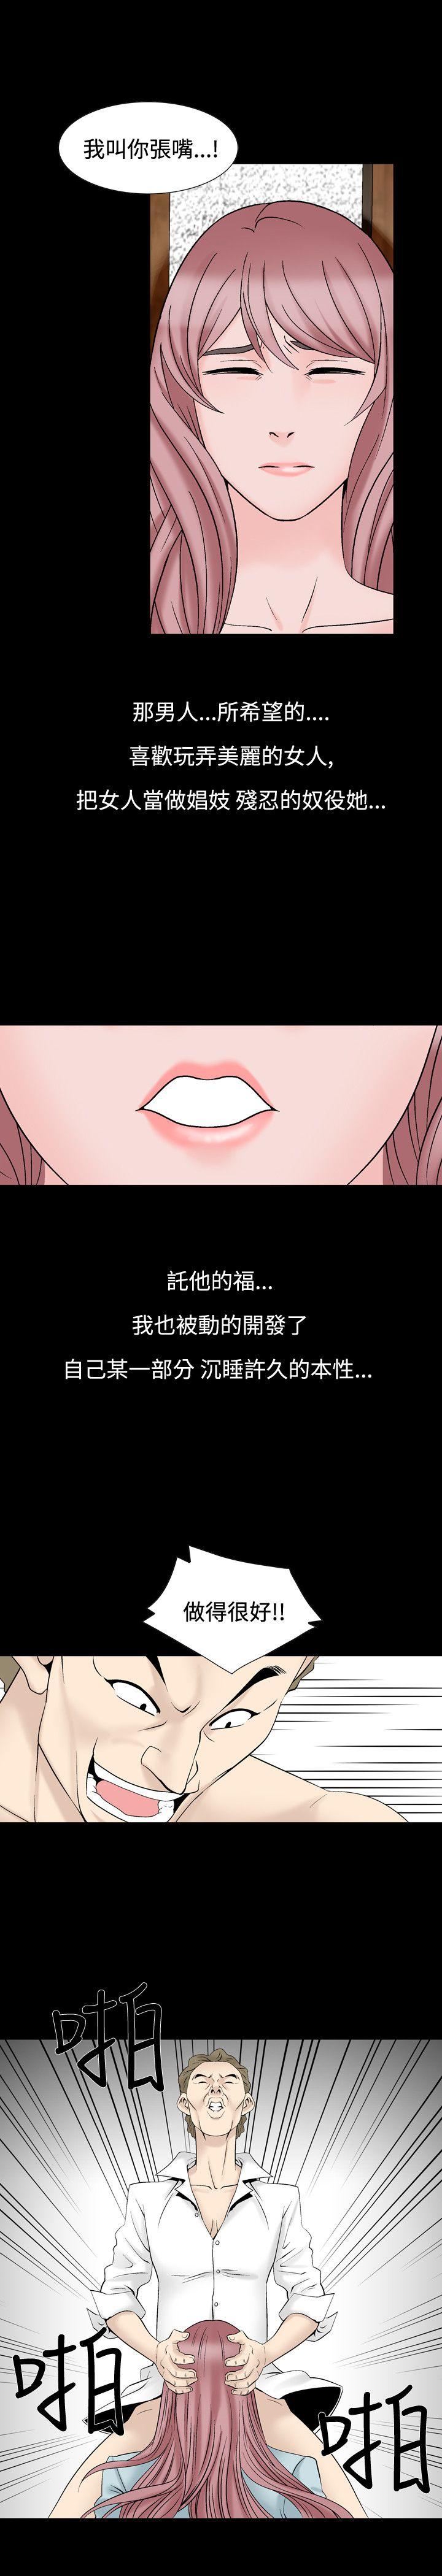 我叫你張嘴...!
那男人...所希望的....
喜歡玩弄美麗的女人,
把女人當做娼妓 殘忍的奴役她...
託他的福...
我也被動的開發了
自己某一部分 沉睡許久的本性...
做得很好!!
啪
啪
啪